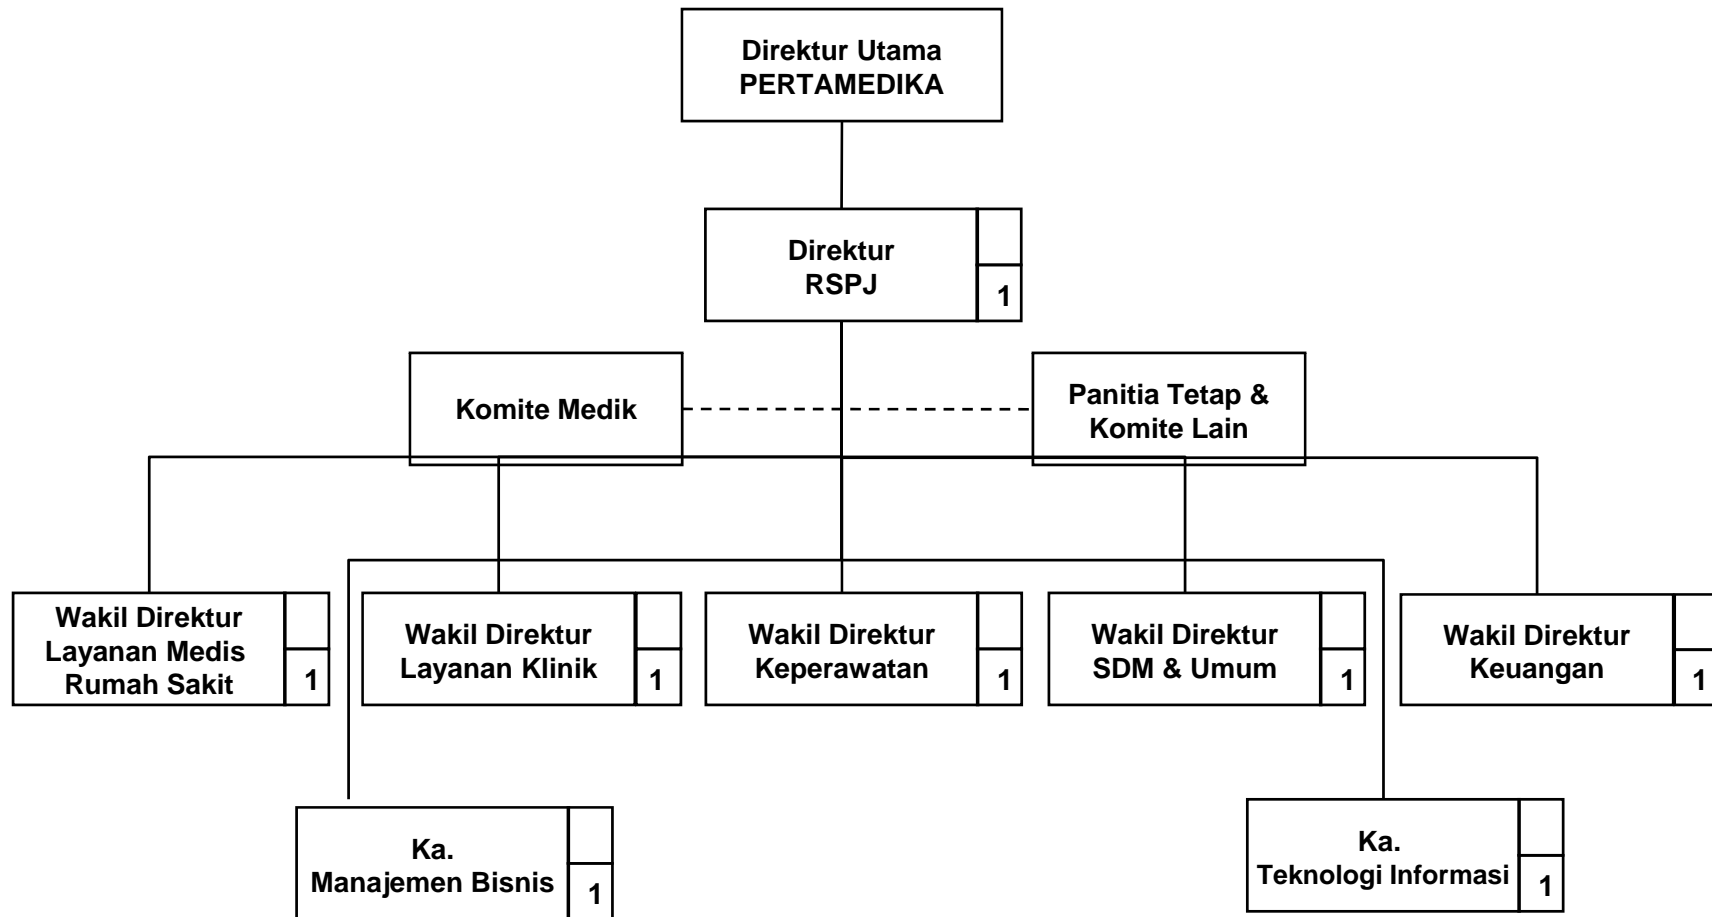 Direktur Utama
PERTAMEDIKA
Direktur
RSPJ
1
Komite Medik
Panitia Tetap &
Komite Lain
Wakil Direktur
Layanan Medis
Rumah Sakit
1
Wakil Direktur
Layanan Klinik
1
Wakil Direktur
Keperawatan
1
Wakil Direktur
SDM & Umum
1
Wakil Direktur
Keuangan
1
Ka.
Manajemen Bisnis
1
Ka.
Teknologi Informasi
1